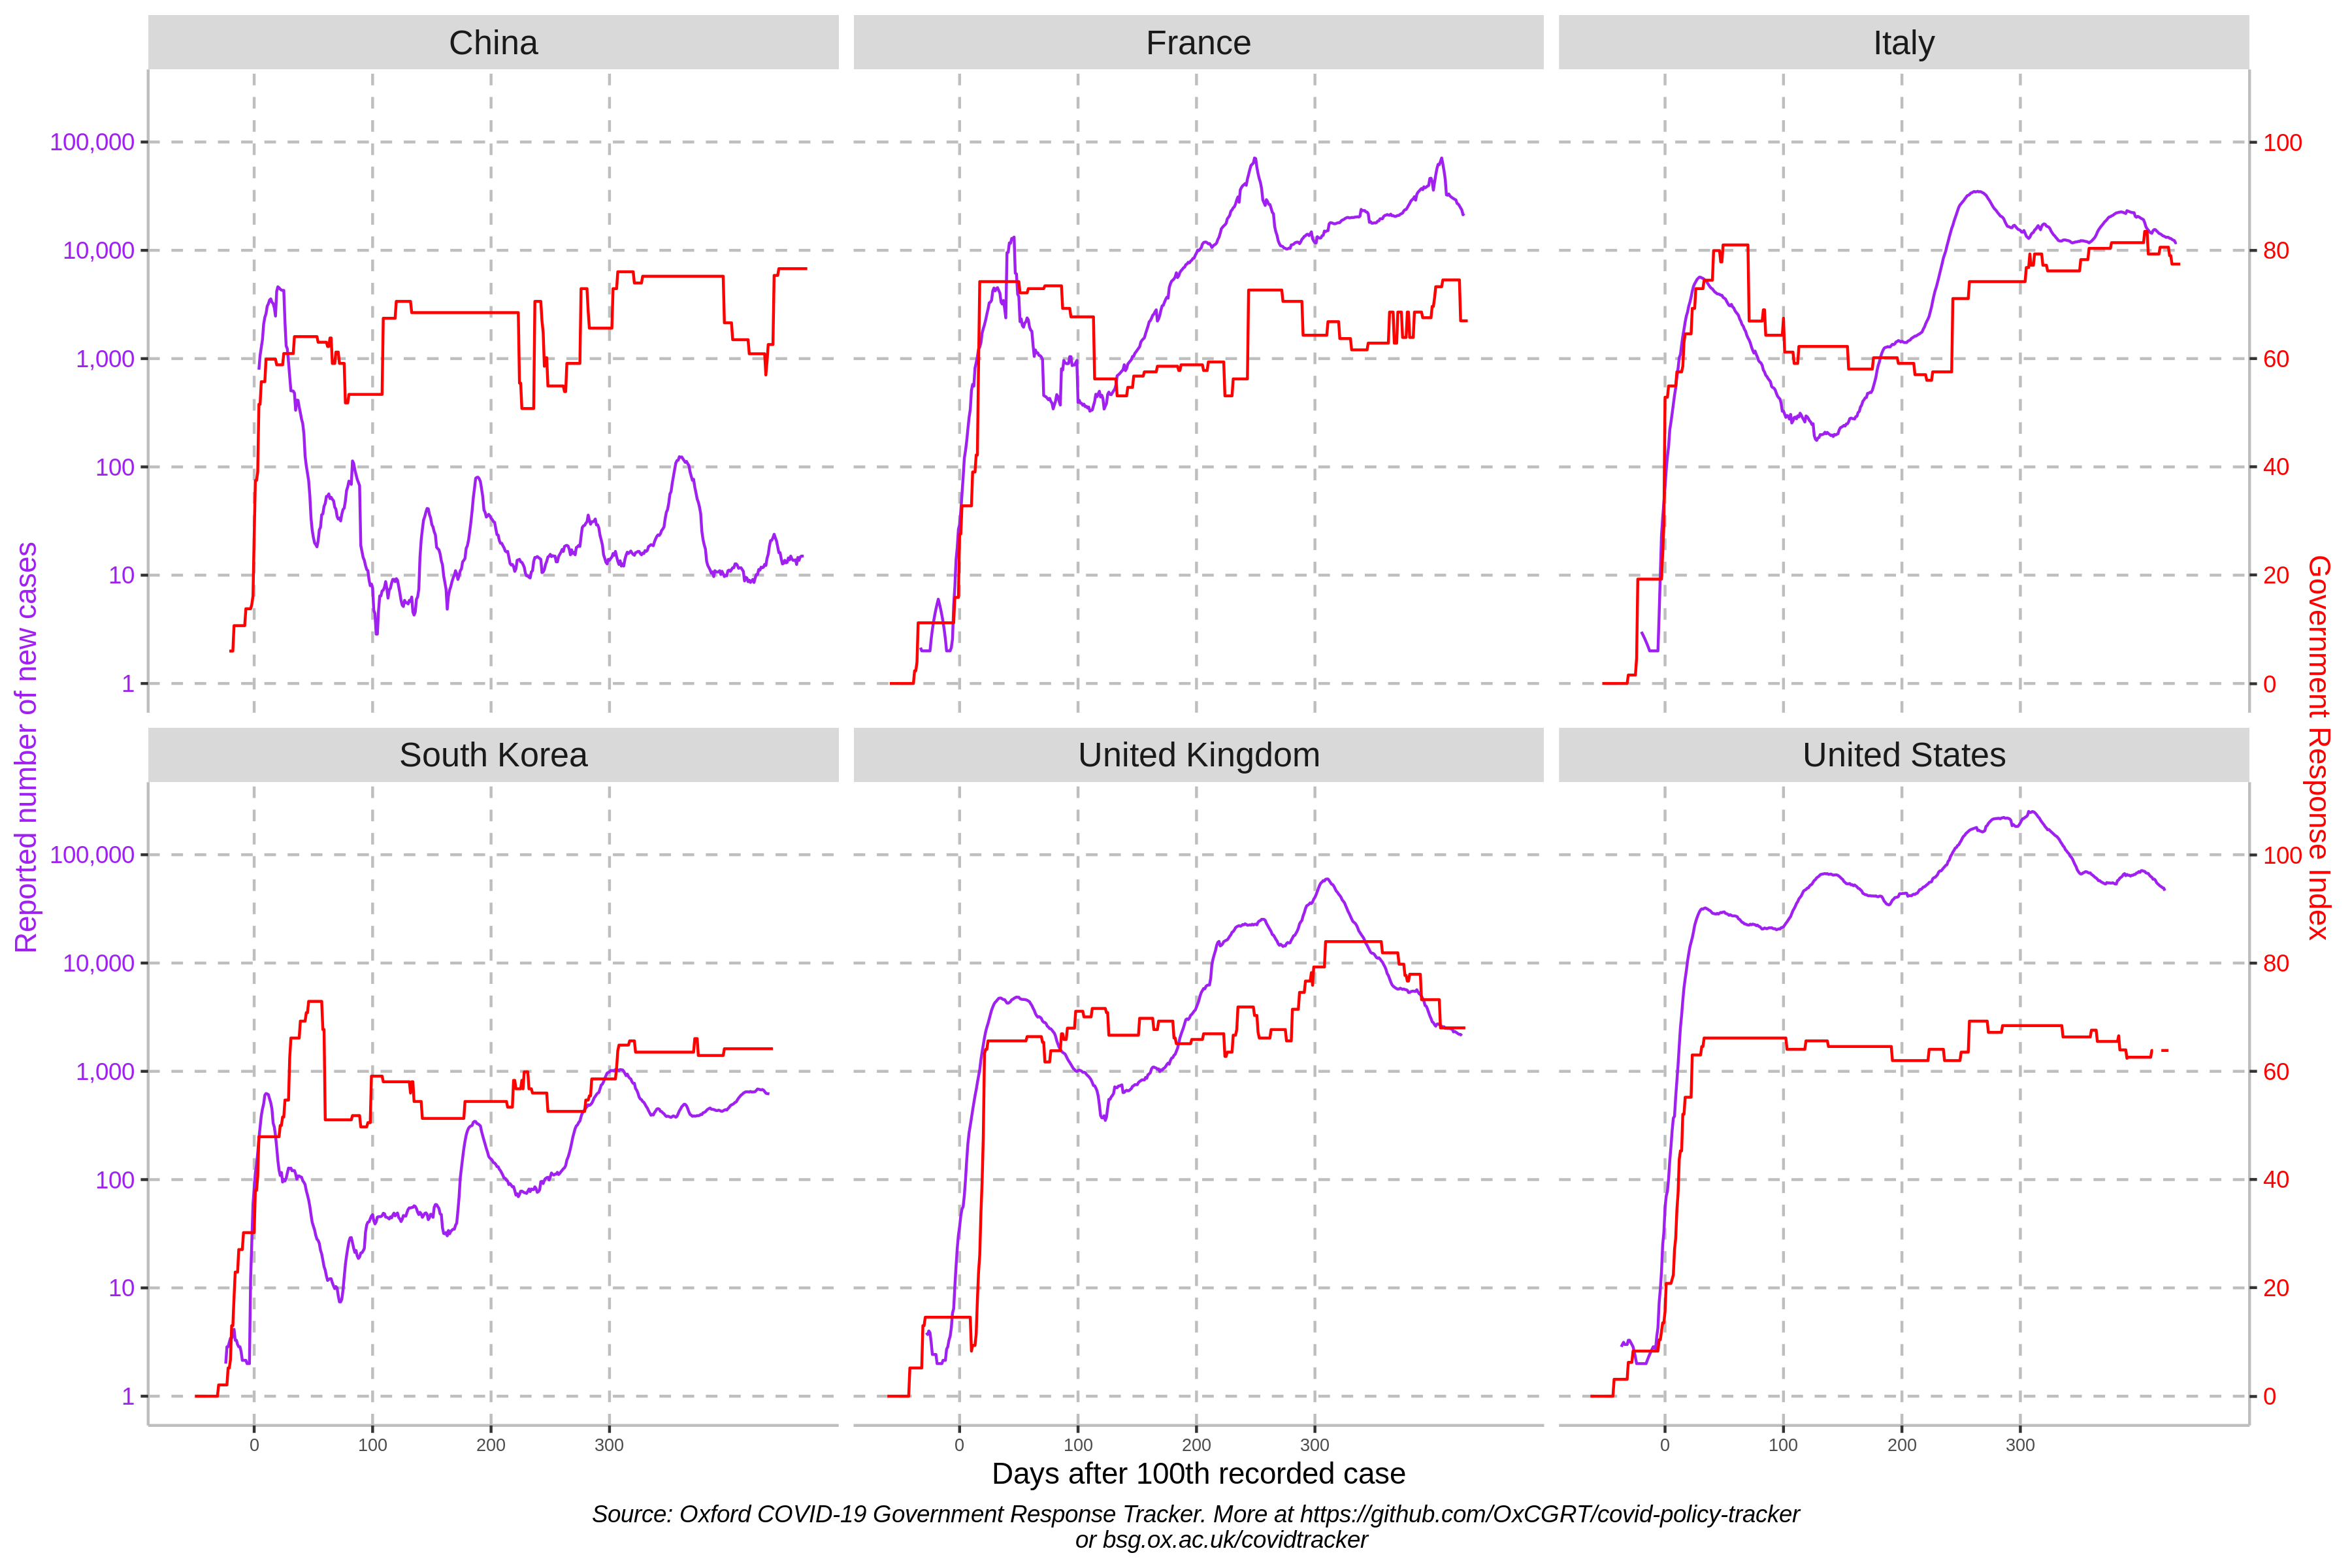 China
France
Italy
100,000
10,000
1,000
100
10
1
100
80
60
40
20
0
Reported number of new cases
Government Response Index
South Korea
United Kingdom
United States
100,000
10,000
1,000
100
10
1
100
80
60
40
20
0
0 100 200 300
0 100 200 300
0 100 200 300
Days after 100th recorded case
Source: Oxford COVID-19 Government Response Tracker. More at https://github.com/OxCGRT/covid-policy-tracker
or bsg.ox.ac.uk/covidtracker